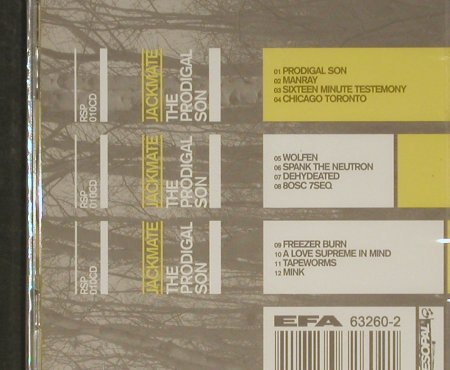 RSP
010CD
JACKMATE
THE
PRODIGAL
SON
01 PRODIGAL SON
02 MANRAY
03 SIXTEEN MINUTE TESTEMONY
04 CHICAGO TORONTO
RSP
010CD
JACKMATE
THE
PRODIGAL
SON
05 WOLFEN
06 SPANK THE NEUTRON
07 DEHYDEATED
08 8OSC 7SEQ
RSP
010CD
JACKMATE
THE
PRODIGAL
SON
09 FREEZER BURN
10 A LOVE SUPREME IN MIND
11 TAPEWORMS
12 MINK
EFA 63260-2